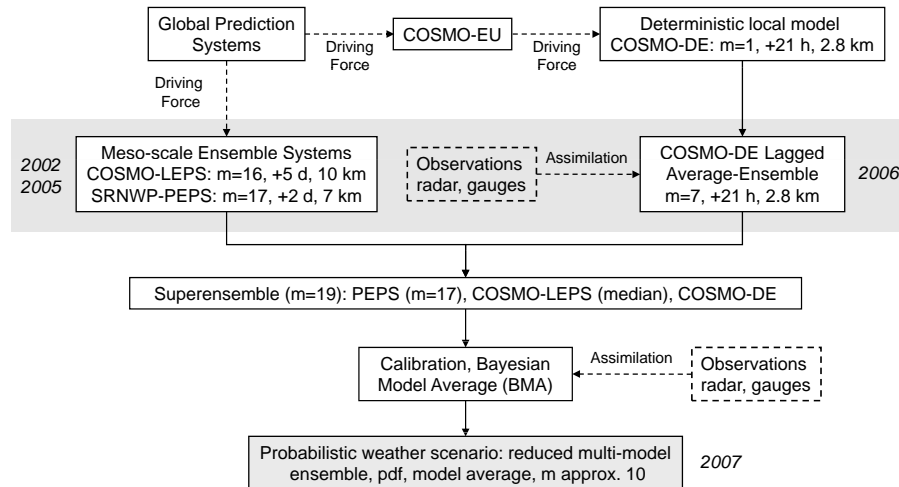 Global Prediction
Systems
Driving
Force
COSMO-EU
Driving
Force
Deterministic local model
COSMO-DE: m=1, +21 h, 2.8 km
Driving
Force
2002
2005
Meso-scale Ensemble Systems
COSMO-LEPS: m=16, +5 d, 10 km
SRNWP-PEPS: m=17, +2 d, 7 km
Observations
radar, gauges
Assimilation
COSMO-DE Lagged
Average-Ensemble
m=7, +21 h, 2.8 km
2006
Superensemble (m=19): PEPS (m=17), COSMO-LEPS (median), COSMO-DE
Calibration, Bayesian
Model Average (BMA)
Assimilation
Observations
radar, gauges
Probabilistic weather scenario: reduced multi-model
ensemble, pdf, model average, m approx. 10
2007